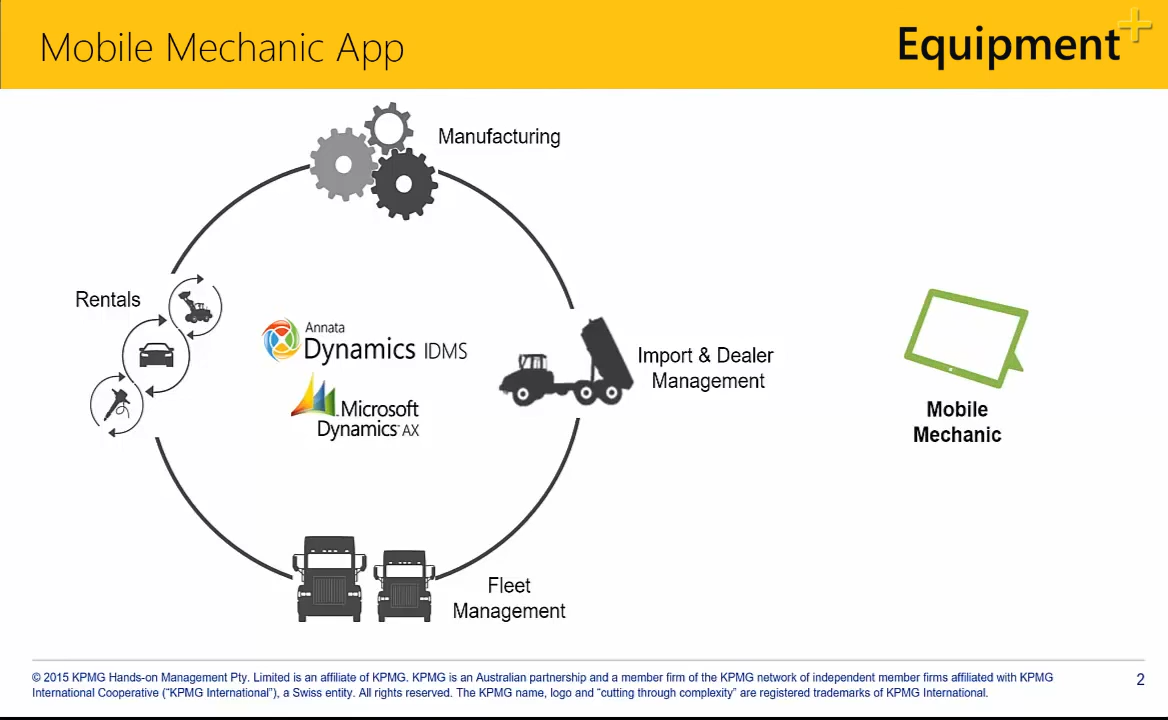 Mobile Mechanic App
Equipment+
Manufacturing
Rentals
Annata
Dynamics IDMS
Microsoft
Dynamics AX
Import & Dealer
Management
Mobile
Mechanic
Fleet
Management
© 2015 KPMG Hands-on Management Pty. Limited is an affiliate of KPMG. KPMG is an Australian partnership and a member firm of the KPMG network of independent member firms affiliated with KPMG
International Cooperative (“KPMG International”), a Swiss entity. All rights reserved. The KPMG name, logo and “cutting through complexity” are registered trademarks of KPMG International.
2